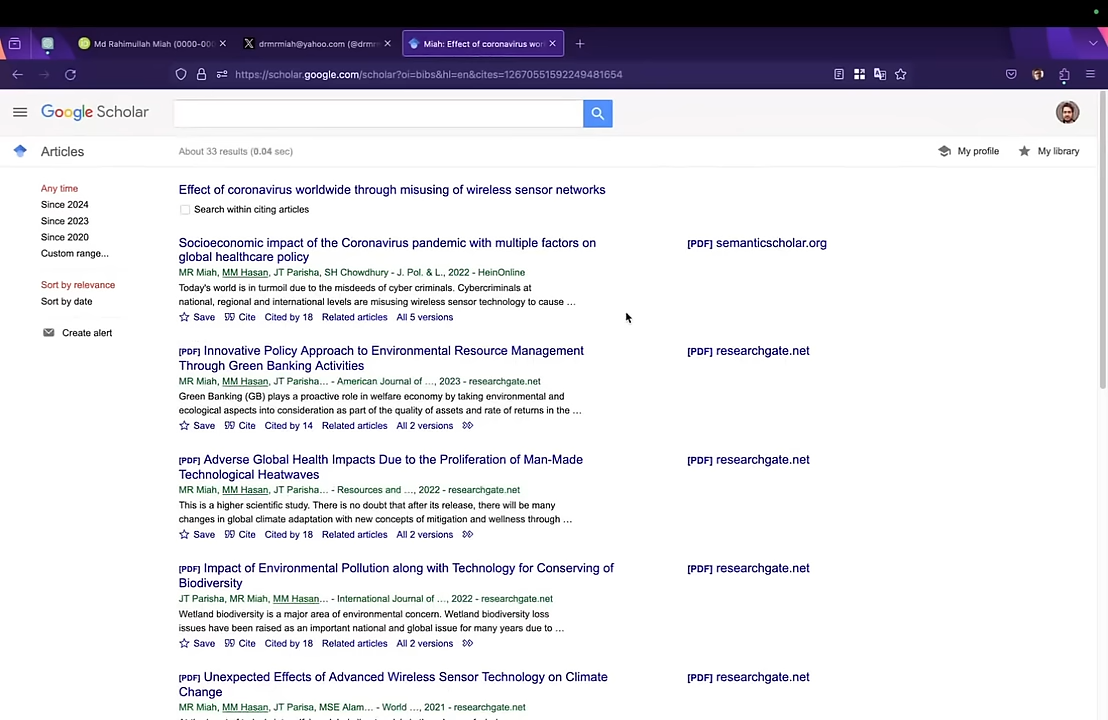 Md Rahimullah Miah (0000-000
drmrmiah@yahoo.com (@drmr
Miah: Effect of coronavirus wor
https://scholar.google.com/scholar?oi=bibs&hl=en&cites=12670551592249481654
Google Scholar
Articles
About 33 results (0.04 sec)
My profile
My library
Any time
Since 2024
Since 2023
Since 2020
Custom range...
Sort by relevance
Sort by date
Create alert
Effect of coronavirus worldwide through misusing of wireless sensor networks
Search within citing articles
Socioeconomic impact of the Coronavirus pandemic with multiple factors on
global healthcare policy
[PDF] semanticscholar.org
MR Miah, MM Hasan, JT Parisha, SH Chowdhury - J. Pol. & L., 2022 - HeinOnline
Today's world is in turmoil due to the misdeeds of cyber criminals. Cybercriminals at
national, regional and international levels are misusing wireless sensor technology to cause …
Save Cite Cited by 18 Related articles All 5 versions
[PDF] Innovative Policy Approach to Environmental Resource Management
Through Green Banking Activities
[PDF] researchgate.net
MR Miah, MM Hasan, JT Parisha… - American Journal of …, 2023 - researchgate.net
Green Banking (GB) plays a proactive role in welfare economy by taking environmental and
ecological aspects into consideration as part of the quality of assets and rate of returns in the …
Save Cite Cited by 14 Related articles All 2 versions
[PDF] Adverse Global Health Impacts Due to the Proliferation of Man-Made
Technological Heatwaves
[PDF] researchgate.net
MR Miah, MM Hasan, JT Parisha… - Resources and …, 2022 - researchgate.net
This is a higher scientific study. There is no doubt that after its release, there will be many
changes in global climate adaptation with new concepts of mitigation and wellness through …
Save Cite Cited by 18 Related articles All 2 versions
[PDF] Impact of Environmental Pollution along with Technology for Conserving of
Biodiversity
[PDF] researchgate.net
JT Parisha, MR Miah, MM Hasan… - International Journal of …, 2022 - researchgate.net
Wetland biodiversity is a major area of environmental concern. Wetland biodiversity loss
issues have been raised as an important national and global issue for many years due to …
Save Cite Cited by 18 Related articles All 2 versions
[PDF] Unexpected Effects of Advanced Wireless Sensor Technology on Climate
Change
[PDF] researchgate.net
MR Miah, MM Hasan, JT Parisa, MSE Alam… - World …, 2021 - researchgate.net